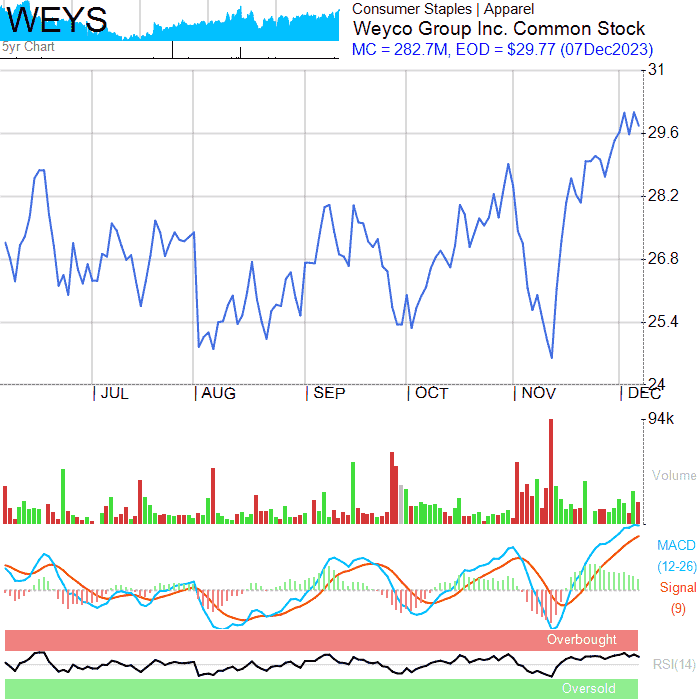 WEYS
5yr Chart
Consumer Staples | Apparel
Weyco Group Inc. Common Stock
MC = 282.7M, EOD = $29.77 (07Dec2023)
31
29.6
28.2
26.8
25.4
24
JUL
AUG
SEP
OCT
NOV
DEC
94k
Volume
MACD
(12-26)
Signal
(9)
Overbought
RSI(14)
Oversold